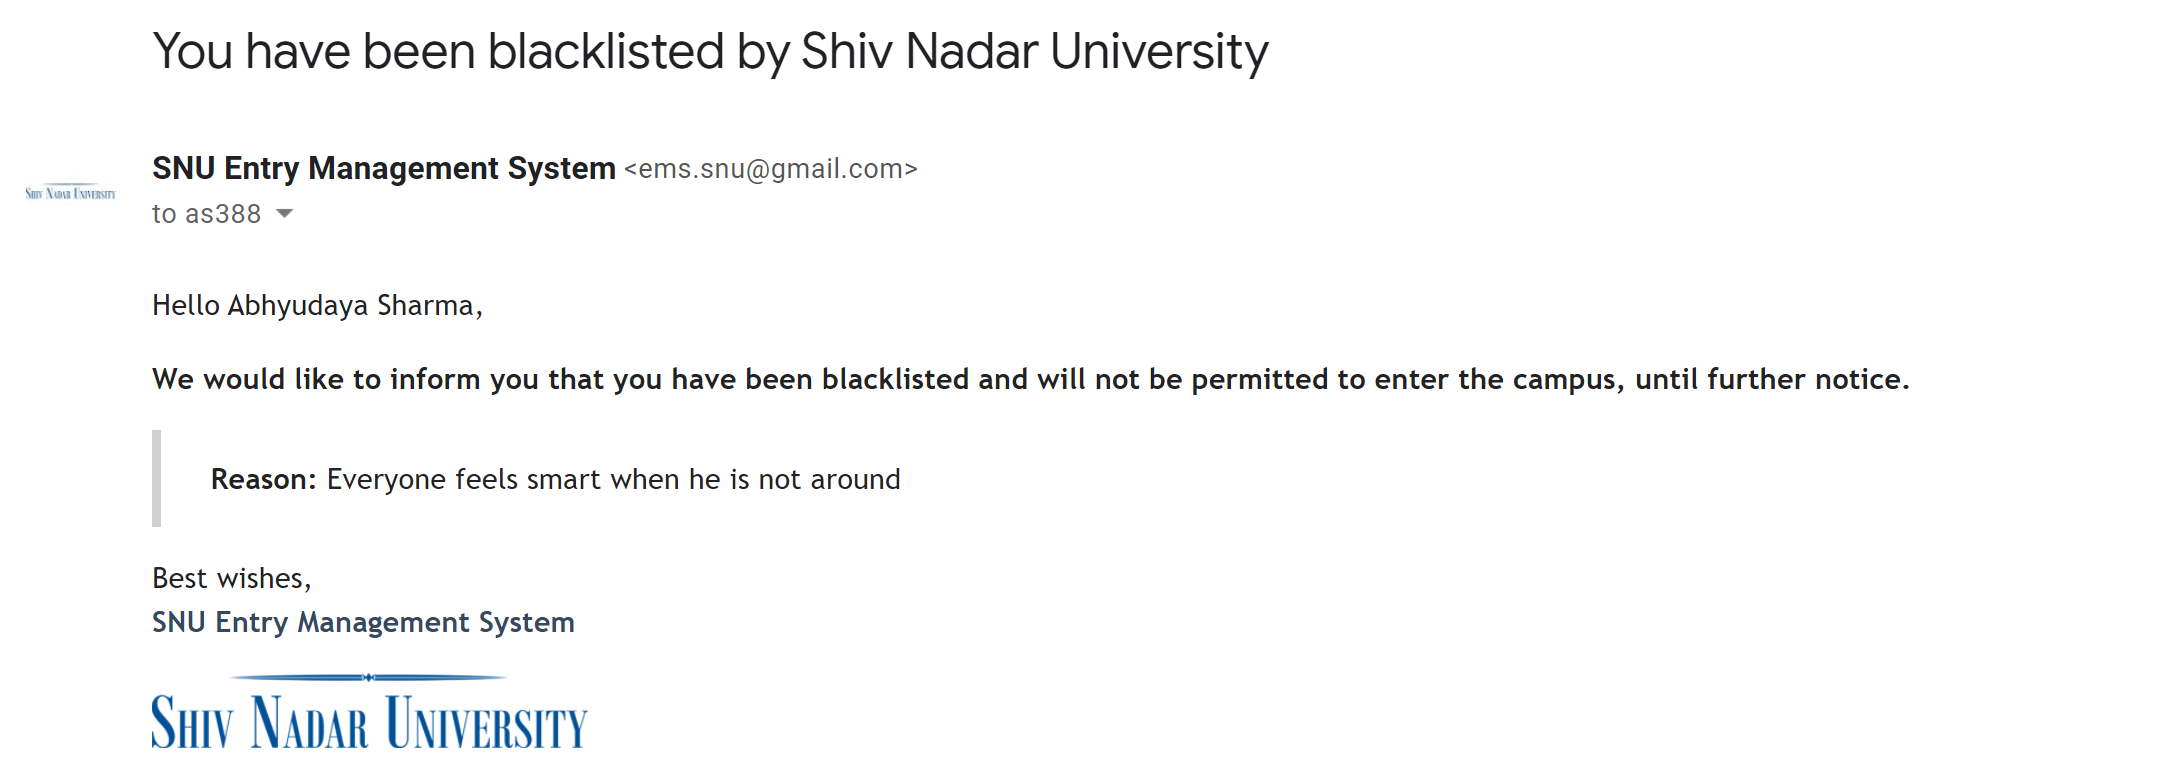 You have been blacklisted by Shiv Nadar University
SHIV NADAR UNIVERSITY
SNU Entry Management System <ems.snu@gmail.com>
to as388
Hello Abhyudaya Sharma,
We would like to inform you that you have been blacklisted and will not be permitted to enter the campus, until further notice.
Reason: Everyone feels smart when he is not around
Best wishes,
SNU Entry Management System
SHIV NADAR UNIVERSITY